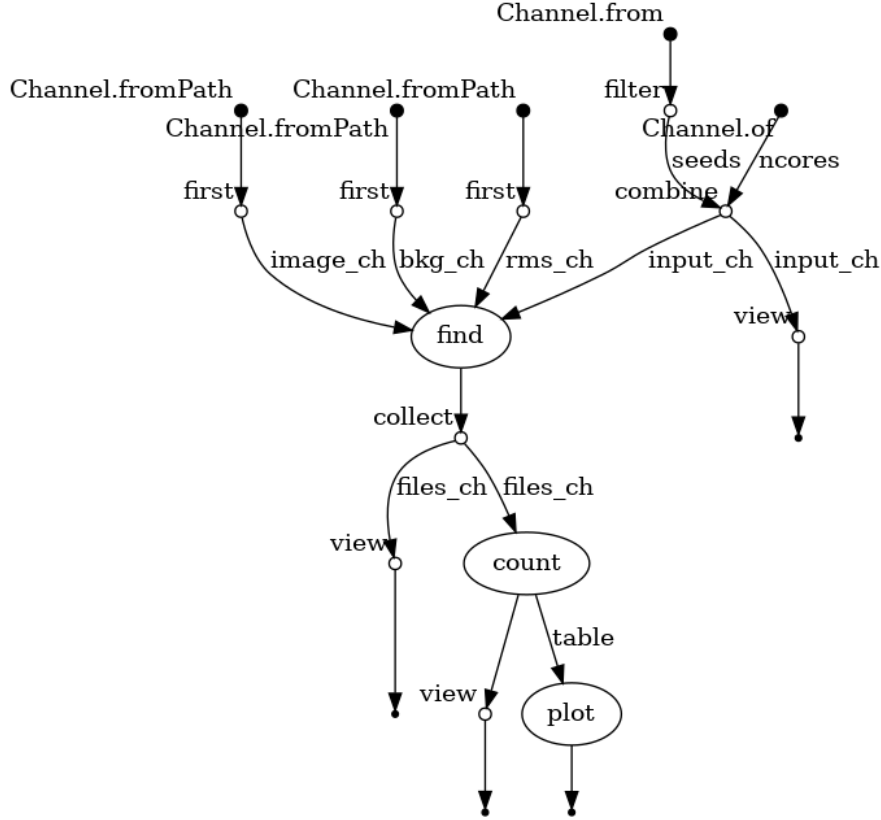 Channel.from
Channel.fromPath
Channel.fromPath
filter
Channel.fromPath
Channel.of
seeds
ncores
first
first
first
combine
image_ch
bkg_ch
rms_ch
input_ch
input_ch
view
find
collect
files_ch
files_ch
view
count
table
view
plot